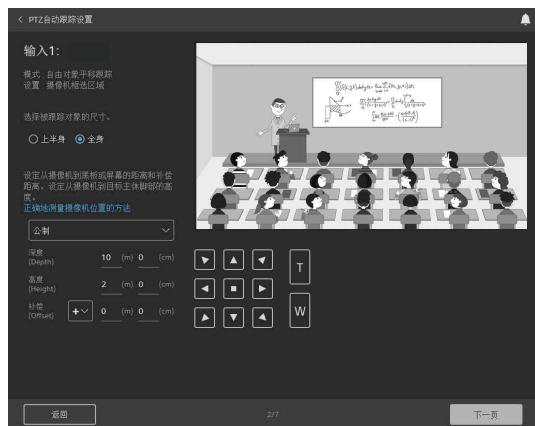 PTZ自动跟踪设置
输入1:
模式：自由对象平移跟踪
设置：摄像机框选区域
选择被跟踪对象的尺寸。
上半身 全身
设定从摄像机到黑板或屏幕的距离和补偿
距离。设定从摄像机到目标主体脚部的高
度。
正确地测量摄像机位置的方法
公制
深度
(Depth) 10 (m) 0 (cm)
高度
(Height) 2 (m) 0 (cm)
补偿
(Offset) + 0 (m) 0 (cm)
T
W
返回
2/7
下一页